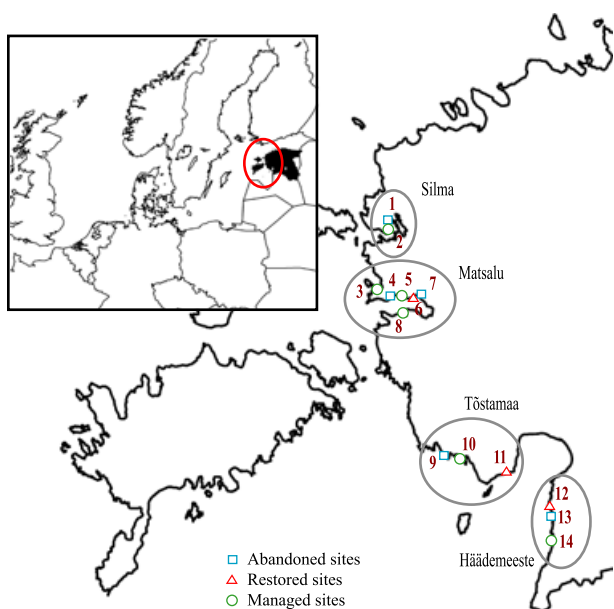 Silma
1
2
Matsalu
3
4
5
7
6
8
Tõstamaa
9
10
11
12
13
14
Häädemeeste
Abandoned sites
Restored sites
Managed sites